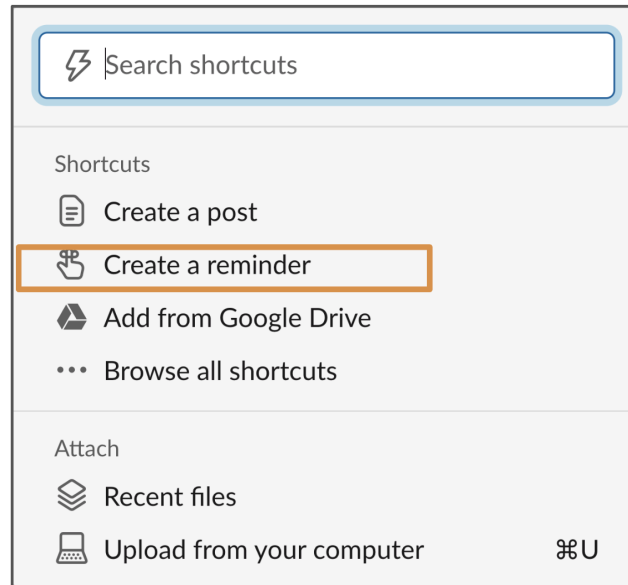 Search shortcuts
Shortcuts
Create a post
Create a reminder
Add from Google Drive
Browse all shortcuts
Attach
Recent files
Upload from your computer ⌘U